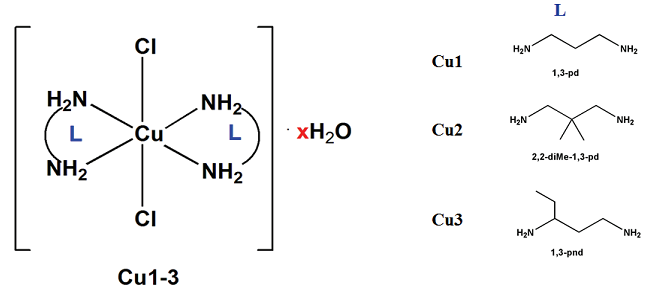 L
Cl
H₂N
NH₂
L
Cu
L
· xH₂O
NH₂
NH₂
Cl
Cu1-3
Cu1
H₂N
NH₂
1,3-pd
Cu2
H₂N
NH₂
2,2-diMe-1,3-pd
Cu3
H₂N
NH₂
1,3-pnd